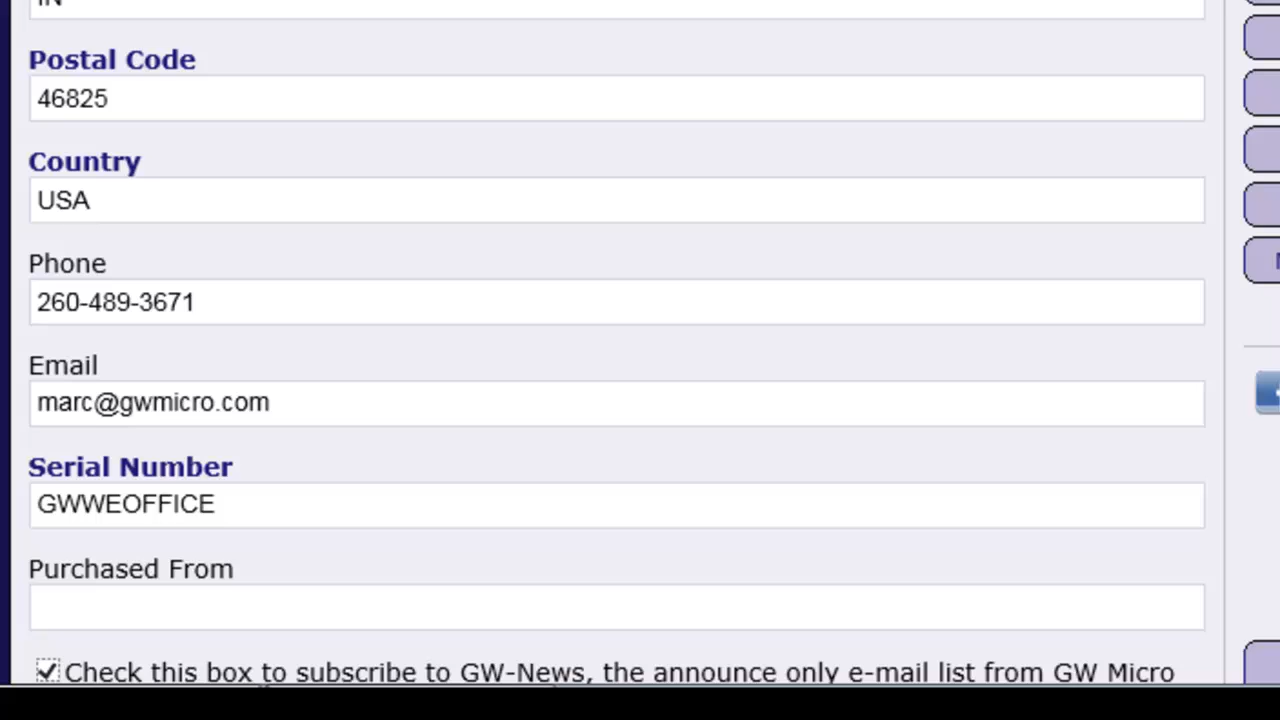 IN
Postal Code
46825
Country
USA
Phone
260-489-3671
Email
marc@gwmicro.com
Serial Number
GWWEOFFICE
Purchased From
Check this box to subscribe to GW-News, the announce only e-mail list from GW Micro